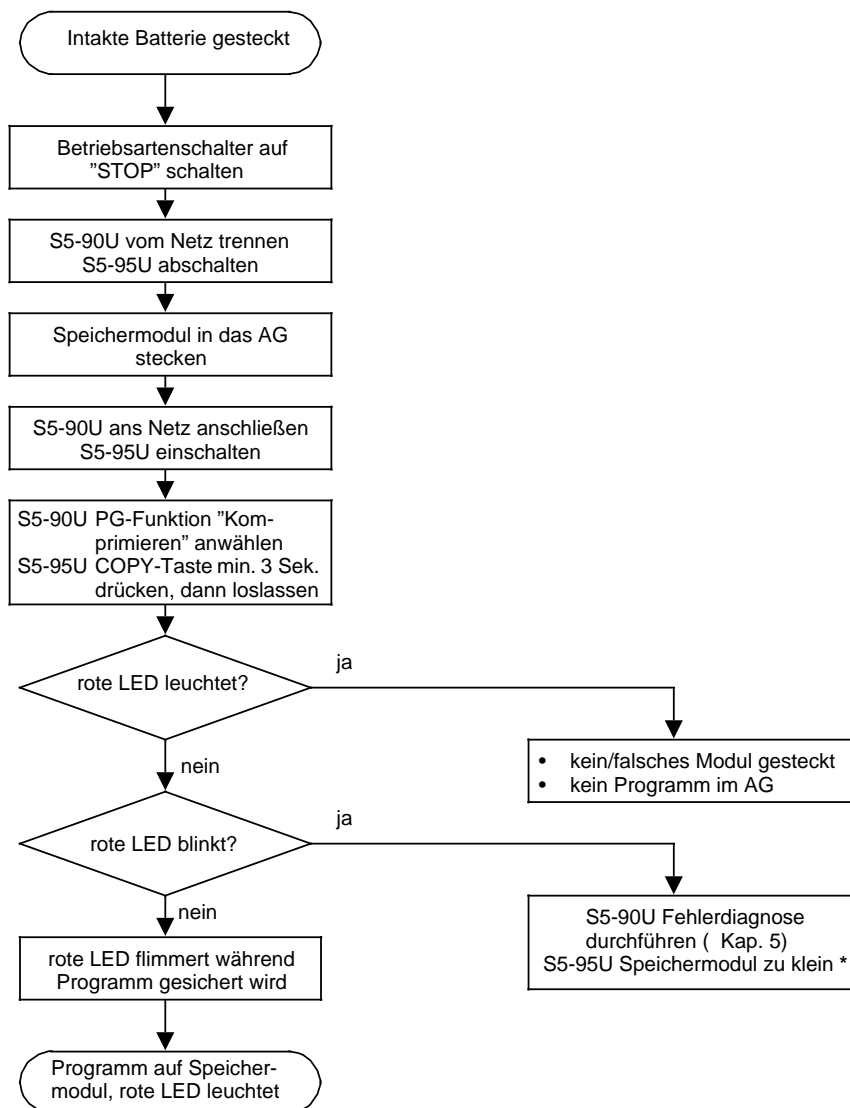 Intakte Batterie gesteckt
Betriebsartenschalter auf
”STOP” schalten
S5-90U vom Netz trennen
S5-95U abschalten
Speichermodul in das AG
stecken
S5-90U ans Netz anschließen
S5-95U einschalten
S5-90U PG-Funktion ”Kom-
primieren” anwählen
S5-95U COPY-Taste min. 3 Sek.
drücken, dann loslassen
rote LED leuchtet?
ja
• kein/falsches Modul gesteckt
• kein Programm im AG
nein
rote LED blinkt?
ja
S5-90U Fehlerdiagnose
durchführen ( Kap. 5)
S5-95U Speichermodul zu klein *
nein
rote LED flimmert während
Programm gesichert wird
Programm auf Speicher-
modul, rote LED leuchtet